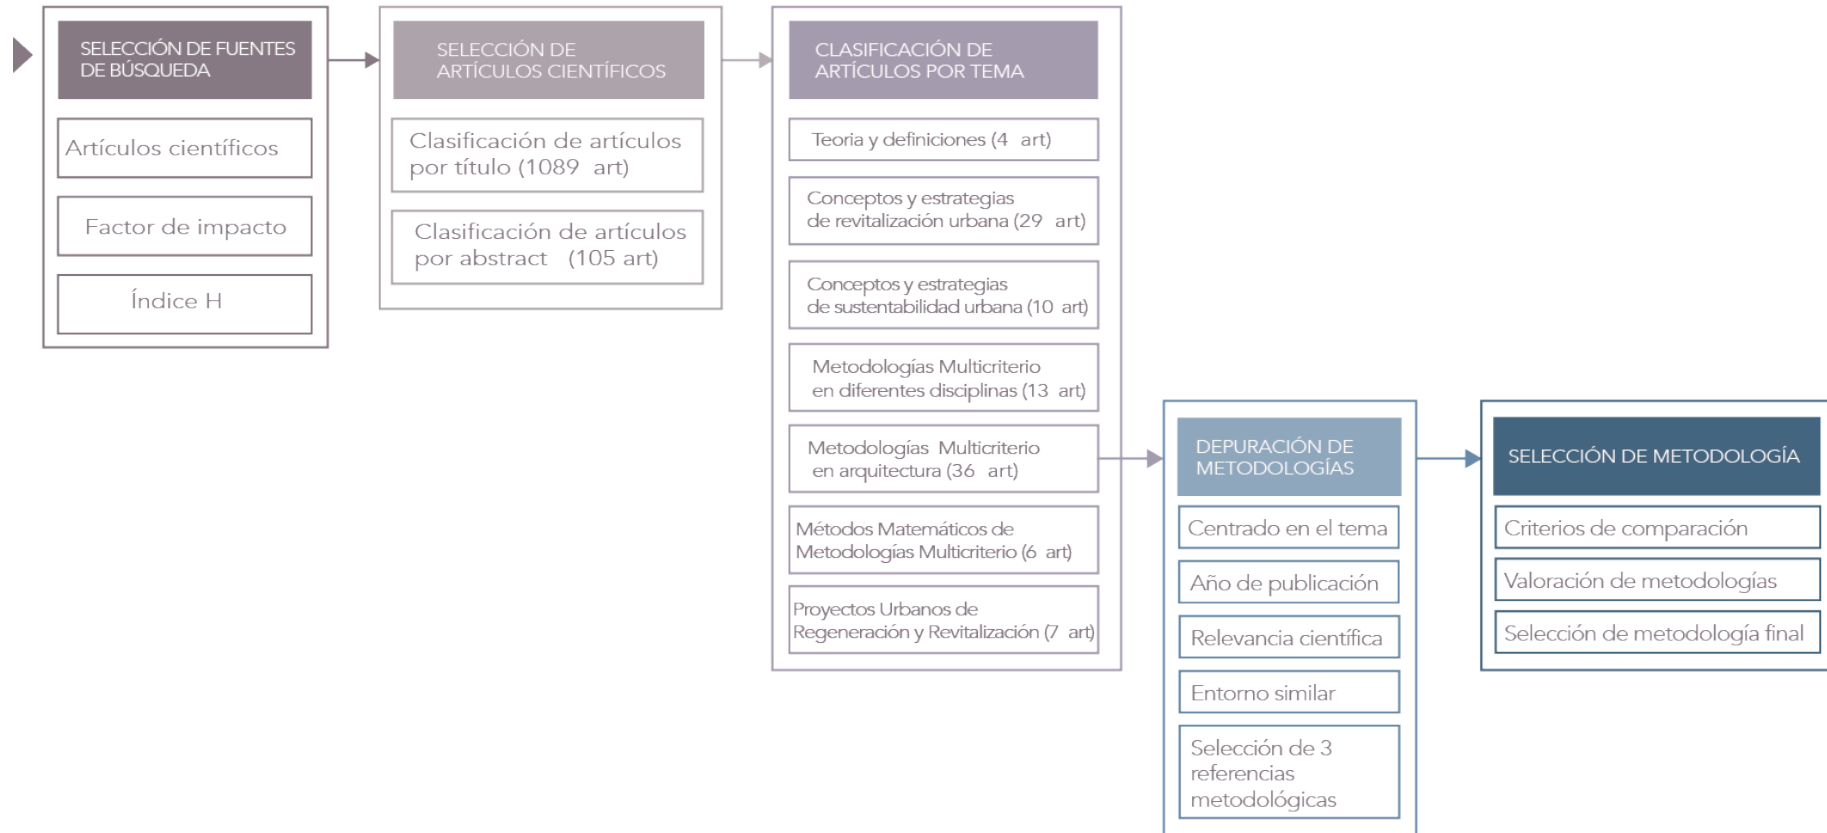 SELECCIÓN DE FUENTES
DE BÚSQUEDA
Artículos científicos
Factor de impacto
Índice H
SELECCIÓN DE
ARTÍCULOS CIENTÍFICOS
Clasificación de artículos
por título (1089 art)
Clasificación de artículos
por abstract (105 art)
CLASIFICACIÓN DE
ARTÍCULOS POR TEMA
Teoria y definiciones (4 art)
Conceptos y estrategias
de revitalización urbana (29 art)
Conceptos y estrategias
de sustentabilidad urbana (10 art)
Metodologías Multicriterio
en diferentes disciplinas (13 art)
Metodologías Multicriterio
en arquitectura (36 art)
Métodos Matemáticos de
Metodologías Multicriterio (6 art)
Proyectos Urbanos de
Regeneración y Revitalización (7 art)
DEPURACIÓN DE
METODOLOGÍAS
Centrado en el tema
Año de publicación
Relevancia científica
Entorno similar
Selección de 3
referencias
metodológicas
SELECCIÓN DE METODOLOGÍA
Criterios de comparación
Valoración de metodologías
Selección de metodología final